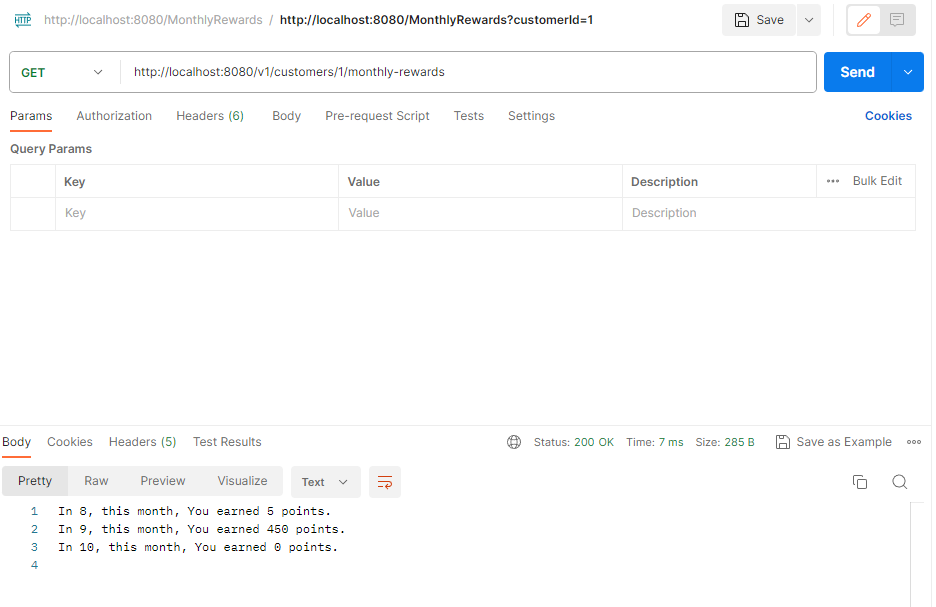 HTTP http://localhost:8080/MonthlyRewards / http://localhost:8080/MonthlyRewards?customerId=1 Save
GET http://localhost:8080/v1/customers/1/monthly-rewards Send
Params Authorization Headers (6) Body Pre-request Script Tests Settings Cookies
Query Params
Key Value Description ••• Bulk Edit
Key Value Description
Body Cookies Headers (5) Test Results Status: 200 OK Time: 7 ms Size: 285 B Save as Example
Pretty Raw Preview Visualize Text
1 In 8, this month, You earned 5 points.
2 In 9, this month, You earned 450 points.
3 In 10, this month, You earned 0 points.
4